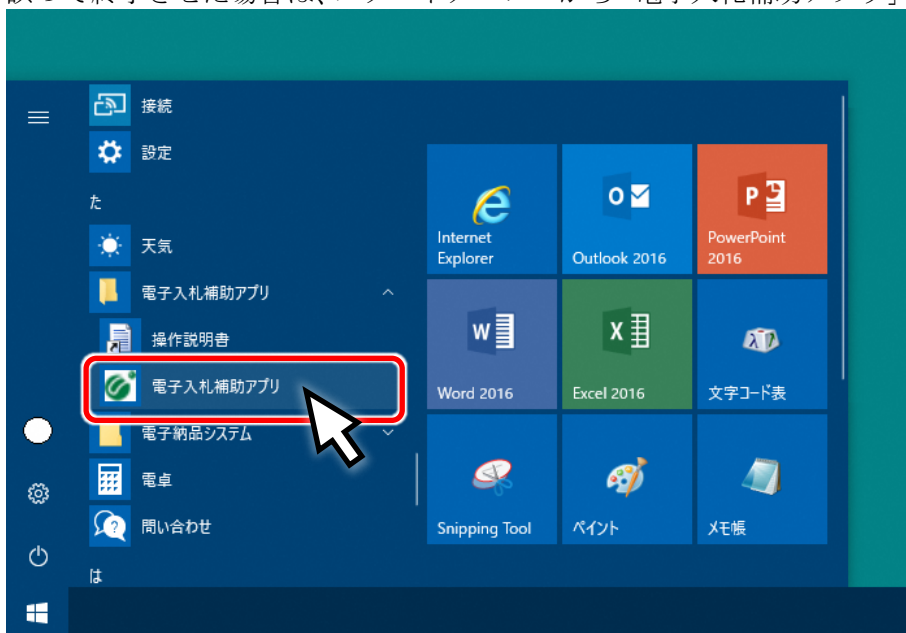 接続
設定
た
天気
電子入札補助アプリ
操作説明書
電子入札補助アプリ
電子納品システム
電卓
問い合わせ
は
Internet Explorer
Outlook 2016
PowerPoint 2016
Word 2016
Excel 2016
文字コード表
Snipping Tool
ペイント
メモ帳